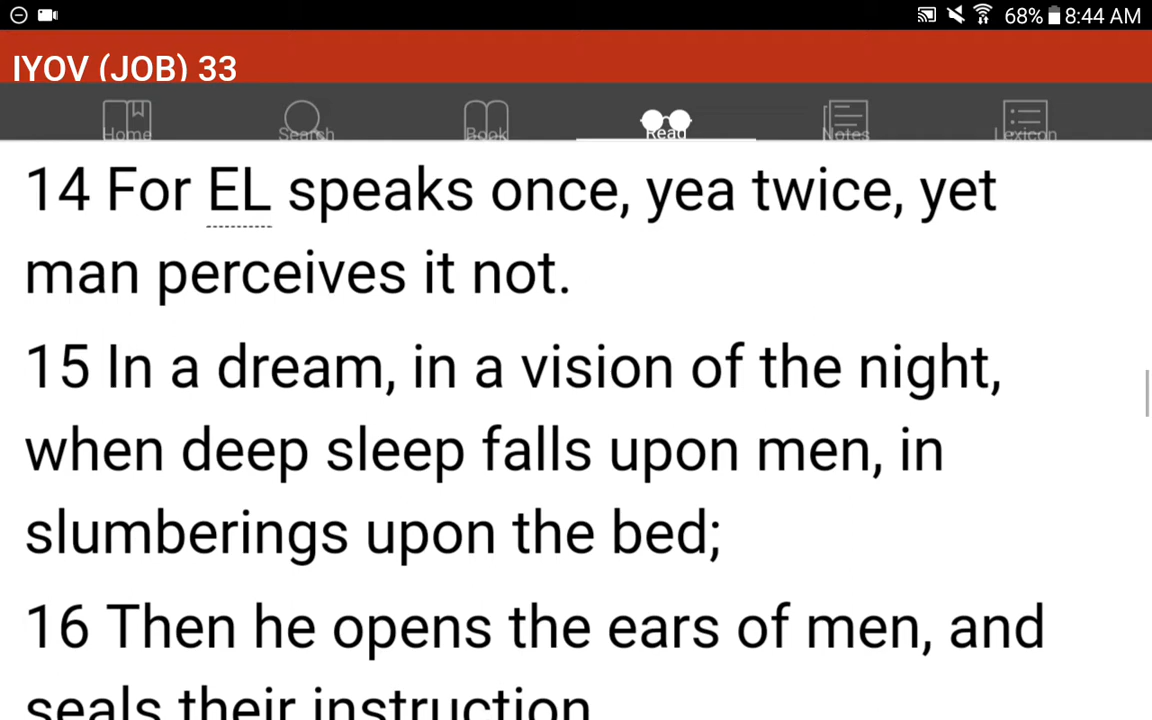 68% 8:44 AM
IYOV (JOB) 33
Home Search Book Read Notes Lexicon
14 For EL speaks once, yea twice, yet
man perceives it not.
15 In a dream, in a vision of the night,
when deep sleep falls upon men, in
slumberings upon the bed;
16 Then he opens the ears of men, and
seals their instruction